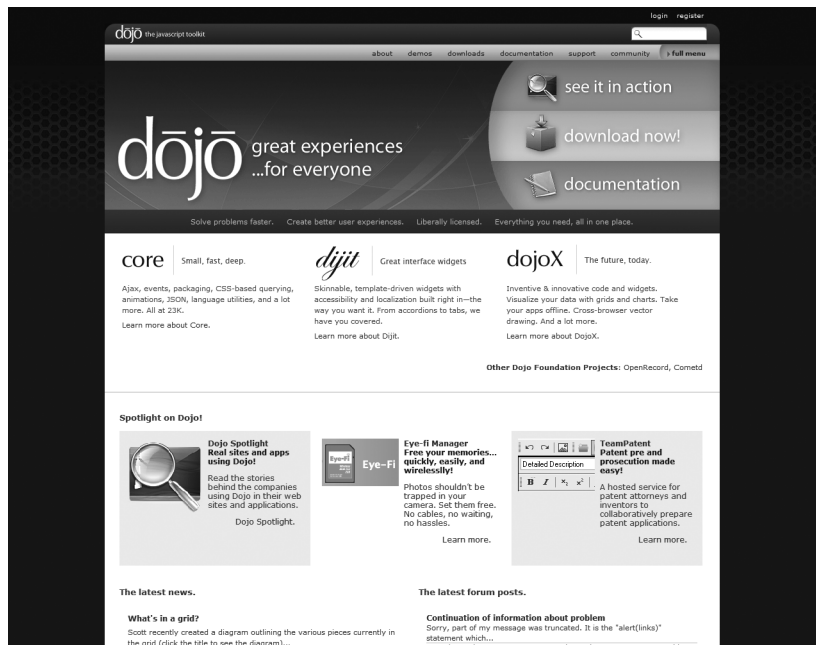 login register
dōjō the javascript toolkit
about demos downloads documentation support community › full menu
see it in action
download now!
documentation
dōjō great experiences
...for everyone
Solve problems faster. Create better user experiences. Liberally licensed. Everything you need, all in one place.
core Small, fast, deep.
Ajax, events, packaging, CSS-based querying,
animations, JSON, language utilities, and a lot
more. All at 23K.
Learn more about Core.
dijit Great interface widgets
Skinnable, template-driven widgets with
accessibility and localization built right in—the
way you want it. From accordions to tabs, we
have you covered.
Learn more about Dijit.
dojoX The future, today.
Inventive & innovative code and widgets.
Visualize your data with grids and charts. Take
your apps offline. Cross-browser vector
drawing. And a lot more.
Learn more about DojoX.
Other Dojo Foundation Projects: OpenRecord, Cometd
Spotlight on Dojo!
Dojo Spotlight
Real sites and apps
using Dojo!
Read the stories
behind the companies
using Dojo in their web
sites and applications.
Dojo Spotlight.
Eye-Fi
Eye-Fi
Eye-fi Manager
Free your memories...
quickly, easily, and
wirelesslly!
Photos shouldn't be
trapped in your
camera. Set them free.
No cables, no waiting,
no hassles.
Learn more.
Detailed Description
B I ×₂ ×²
TeamPatent
Patent pre and
prosecution made
easy!
A hosted service for
patent attorneys and
inventors to
collaboratively prepare
patent applications.
Learn more.
The latest news.
What's in a grid?
Scott recently created a diagram outlining the various pieces currently in
the grid (click the title to see the diagram)...
The latest forum posts.
Continuation of information about problem
Sorry, part of my message was truncated. It is the "alert(links)"
statement which...